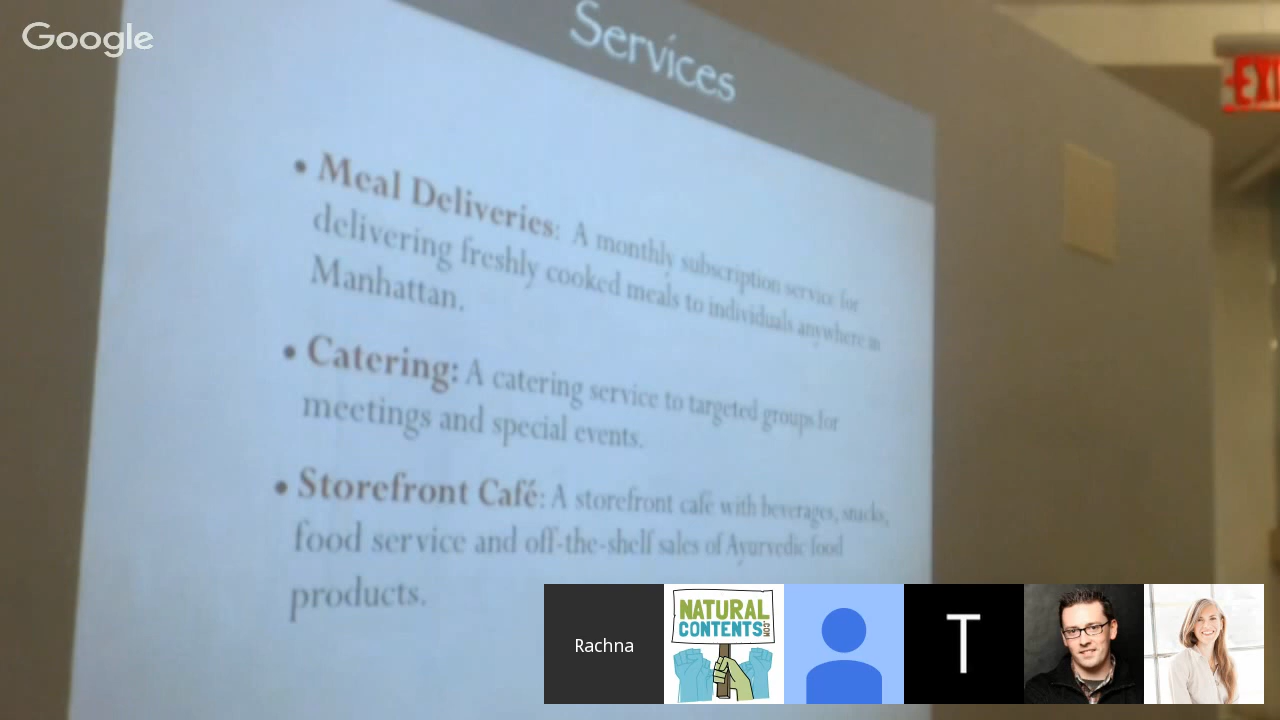 Google
Services
EXI
• Meal Deliveries: A monthly subscription service for
delivering freshly cooked meals to individuals anywhere in
Manhattan.
• Catering: A catering service to targeted groups for
meetings and special events.
• Storefront Café: A storefront café with beverages, snacks,
food service and off-the-shelf sales of Ayurvedic food
products.
Rachna
NATURAL
CONTENTS.COM
T